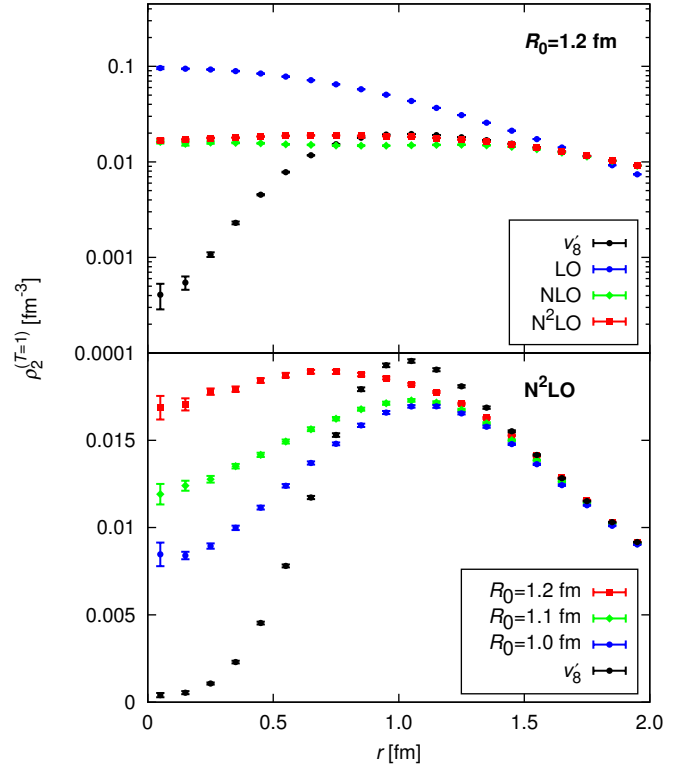 R0=1.2 fm
0.1
0.01
0.001
0.0001
v′8
LO
NLO
N2LO
ρ2(T=1) [fm-3]
N2LO
0.015
0.01
0.005
0
R0=1.2 fm
R0=1.1 fm
R0=1.0 fm
v′8
0 0.5 1.0 1.5 2.0
r [fm]